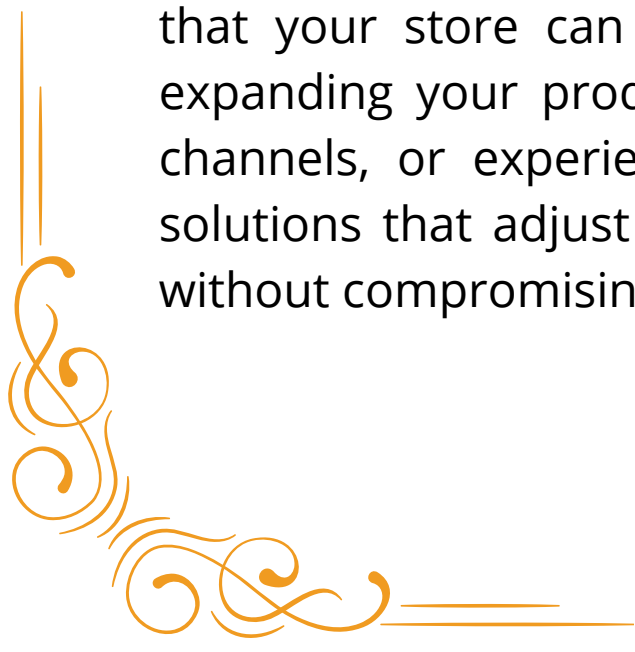 that your store can
expanding your prod
channels, or experie
solutions that adjust
without compromisin